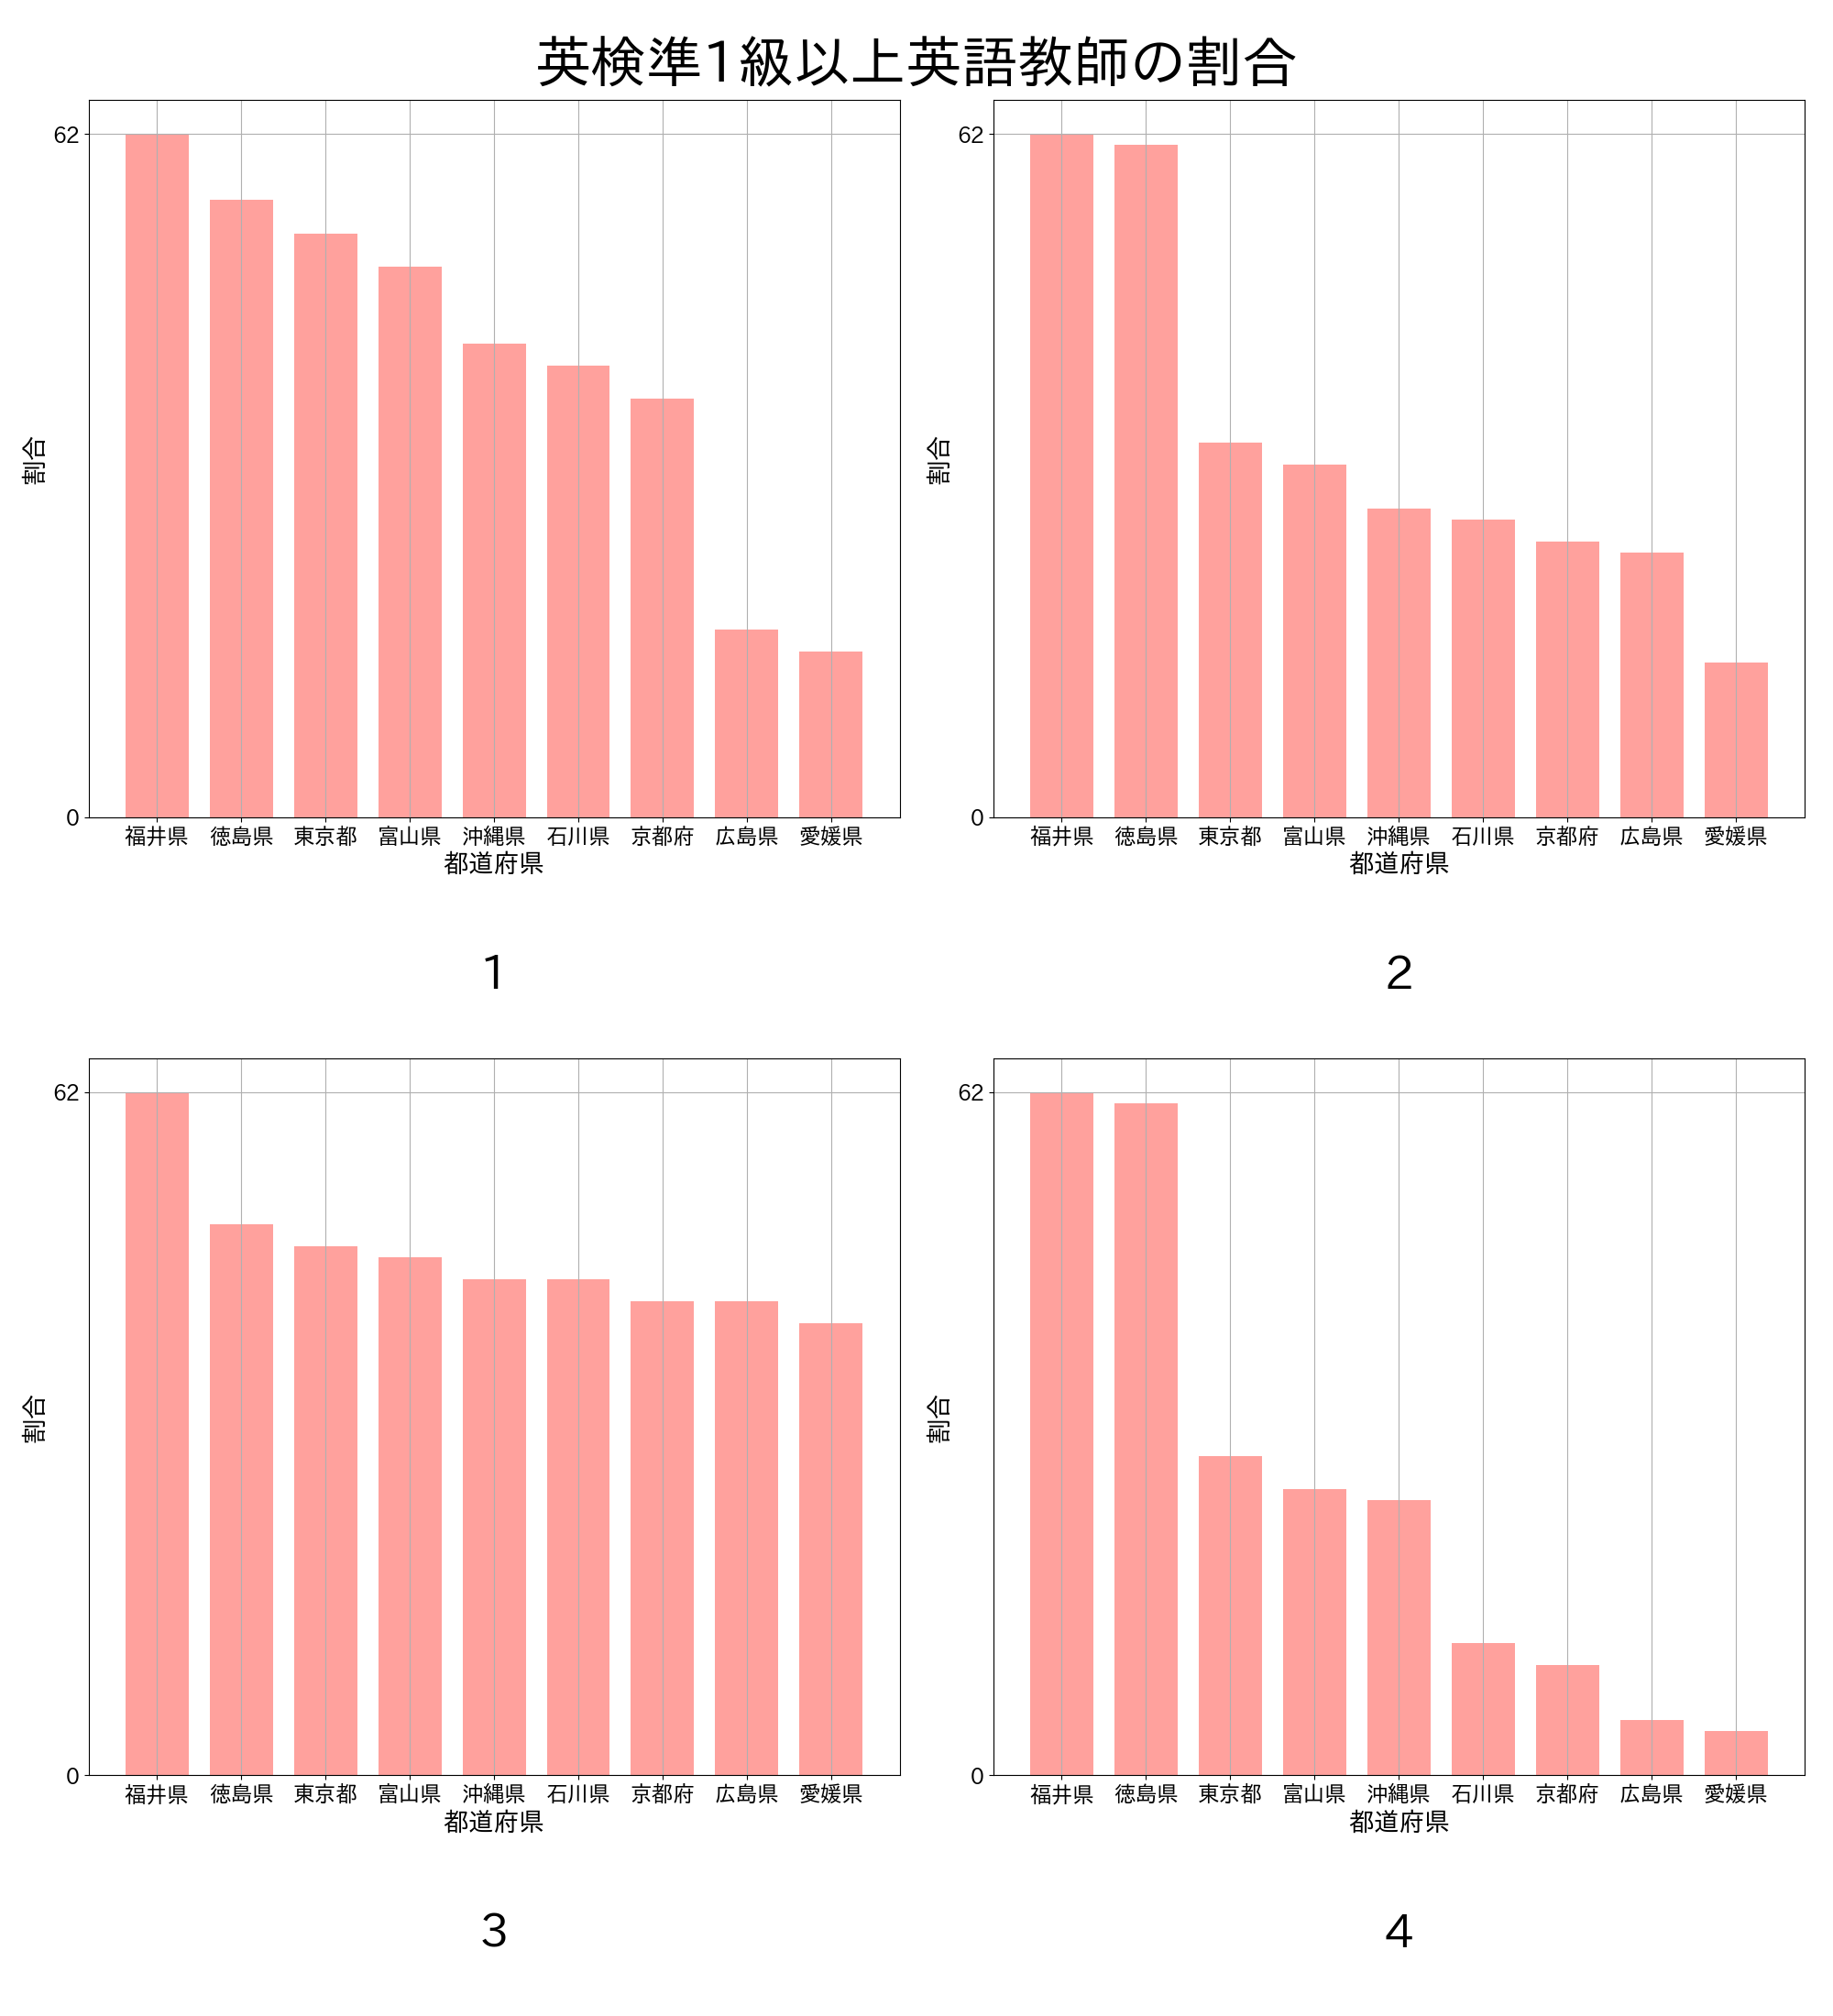 英検準1級以上英語教師の割合
62
0
割合
福井県 徳島県 東京都 富山県 沖縄県 石川県 京都府 広島県 愛媛県
都道府県
1
62
0
割合
福井県 徳島県 東京都 富山県 沖縄県 石川県 京都府 広島県 愛媛県
都道府県
2
62
0
割合
福井県 徳島県 東京都 富山県 沖縄県 石川県 京都府 広島県 愛媛県
都道府県
3
62
0
割合
福井県 徳島県 東京都 富山県 沖縄県 石川県 京都府 広島県 愛媛県
都道府県
4